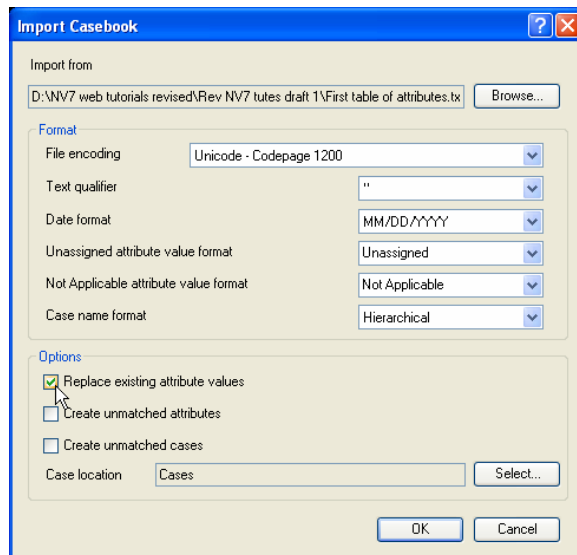 Import Casebook
Import from
D:\NV7 web tutorials revised\Rev NV7 tutes draft 1\First table of attributes.tx Browse...
Format
File encoding Unicode - Codepage 1200
Text qualifier "
Date format MM/DD/YYYY
Unassigned attribute value format Unassigned
Not Applicable attribute value format Not Applicable
Case name format Hierarchical
Options
Replace existing attribute values
Create unmatched attributes
Create unmatched cases
Case location Cases Select...
OK Cancel